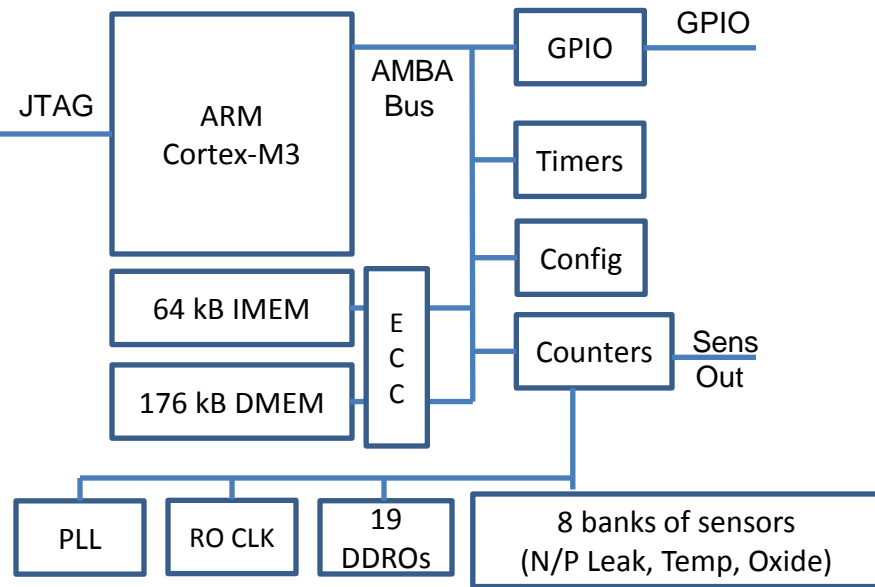 GPIO
GPIO
AMBA
Bus
JTAG
ARM
Cortex-M3
Timers
Config
64 kB IMEM
E
C
C
Counters
Sens
Out
176 kB DMEM
PLL
RO CLK
19
DDROs
8 banks of sensors
(N/P Leak, Temp, Oxide)